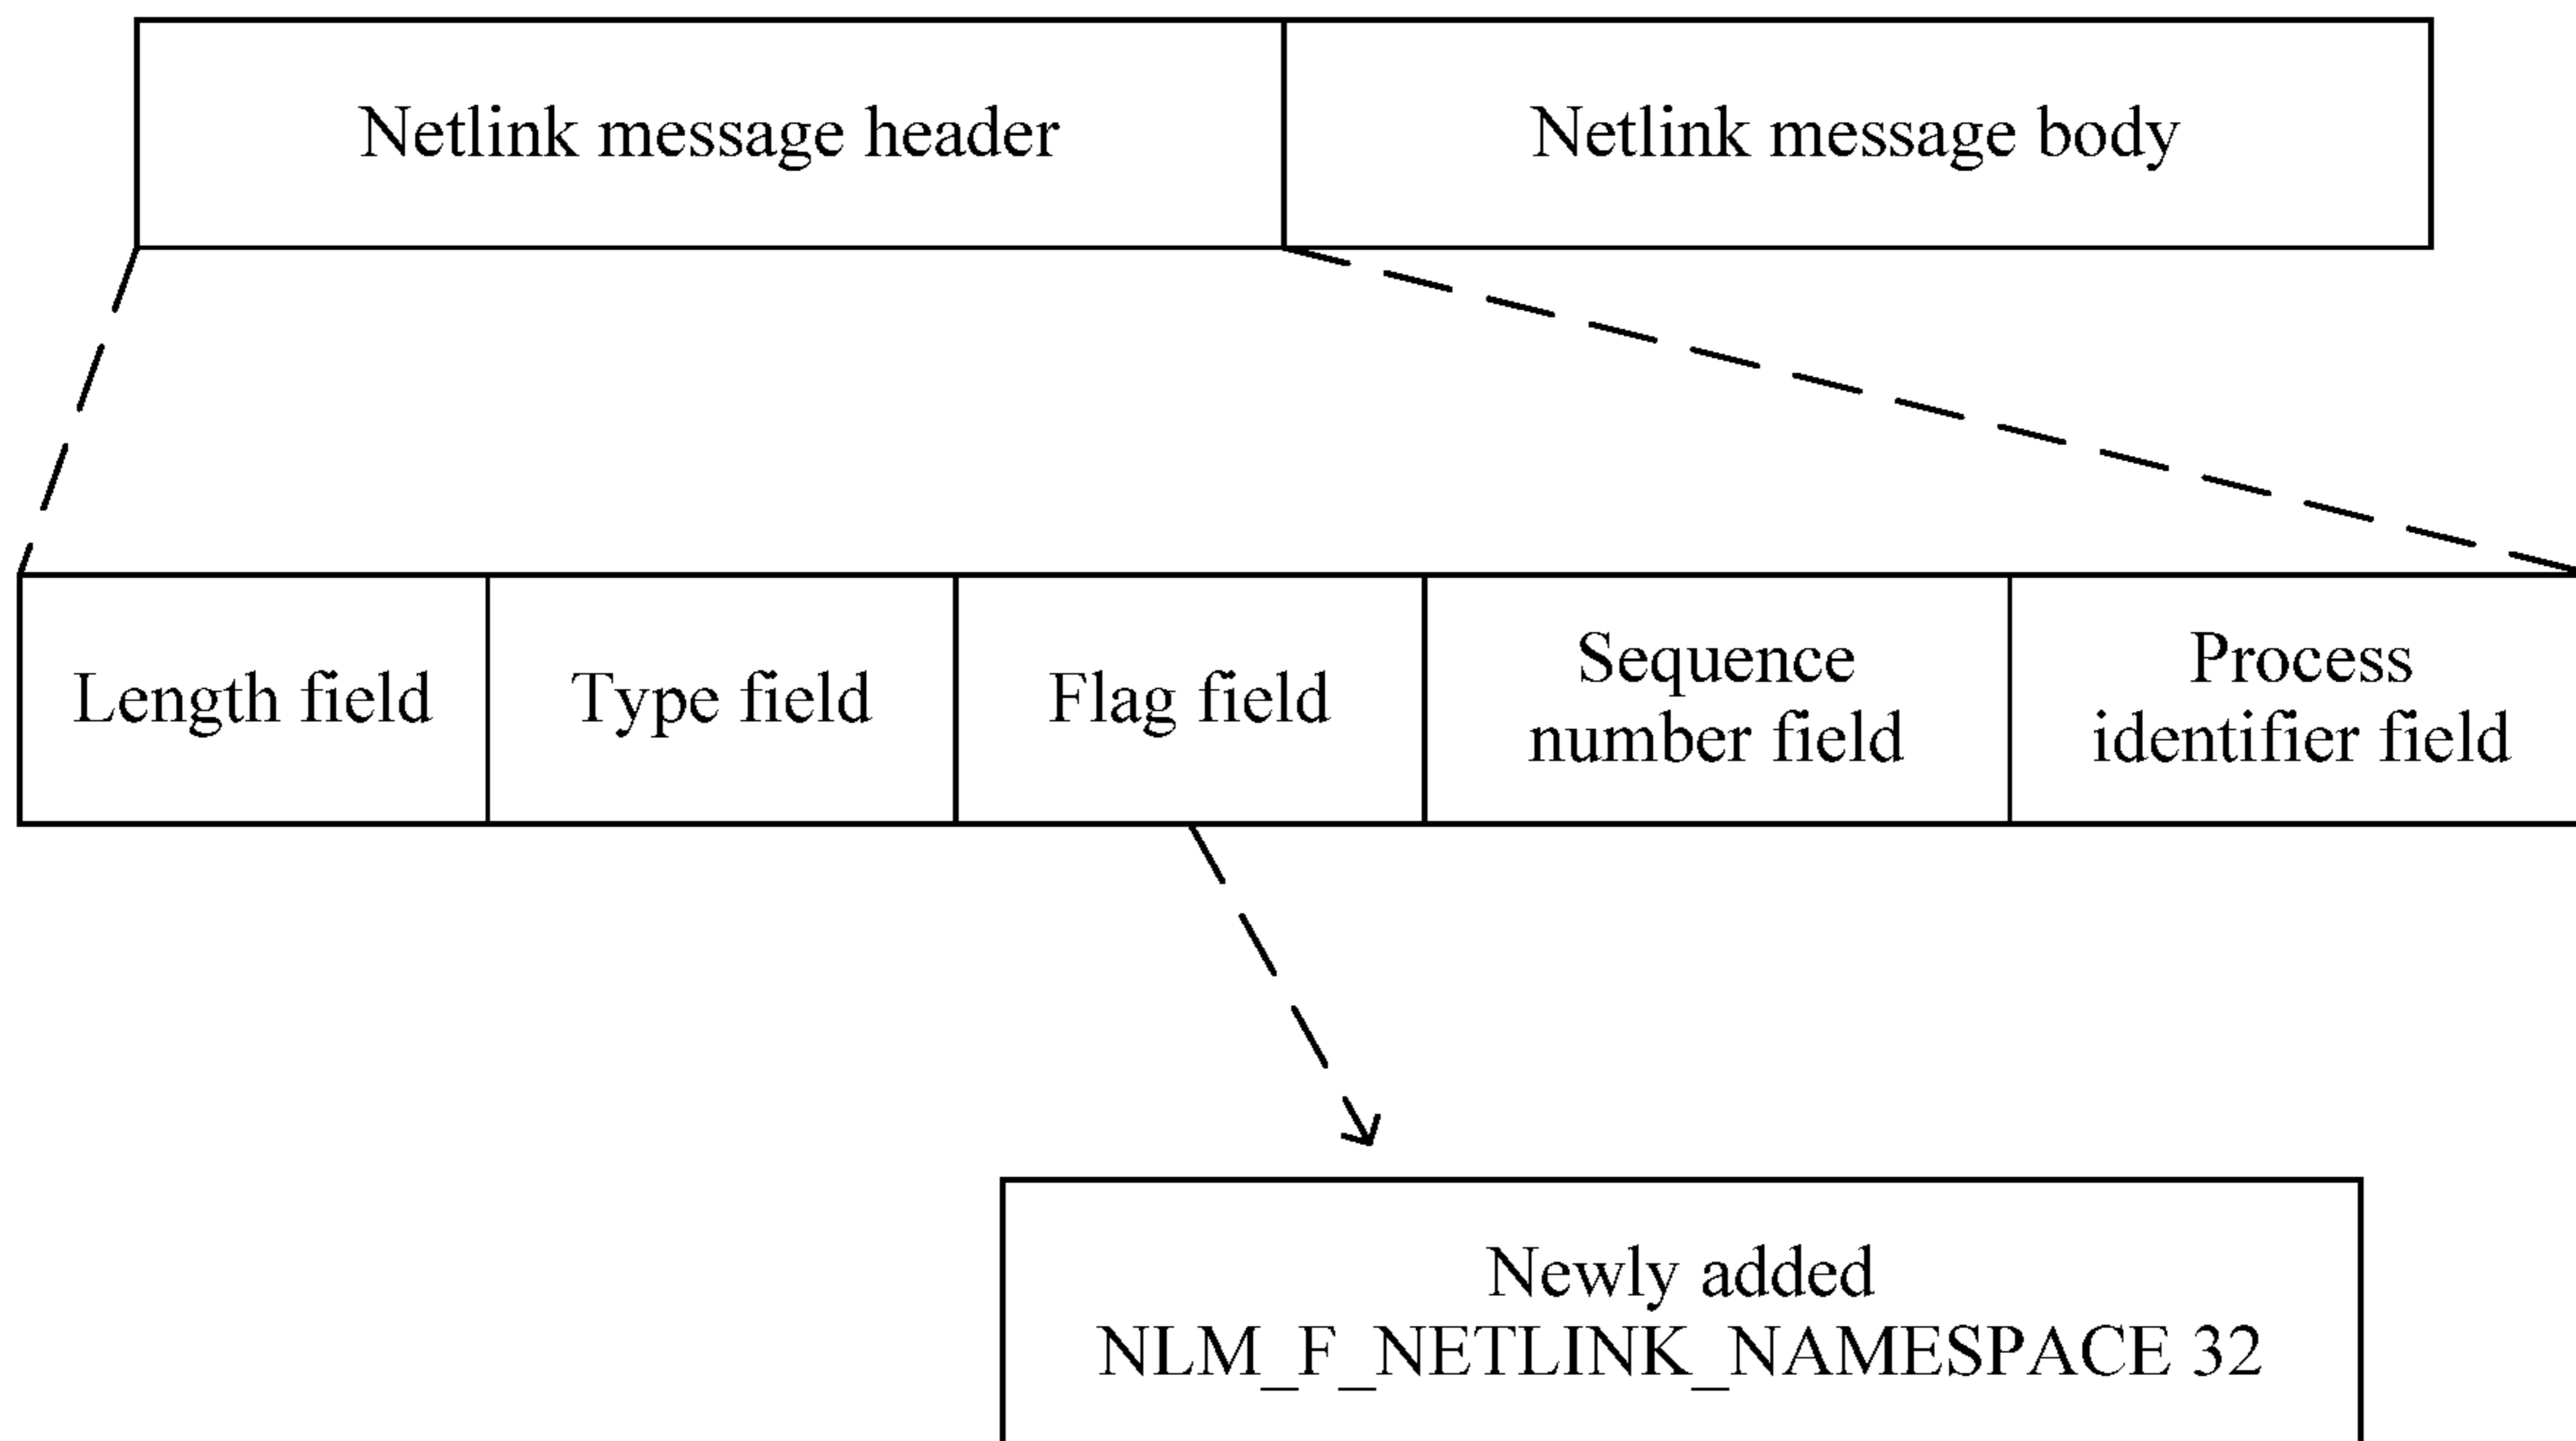 Netlink message header
Netlink message body
Length field
Type field
Flag field
Sequence
number field
Process
identifier field
Newly added
NLM_F_NETLINK_NAMESPACE 32